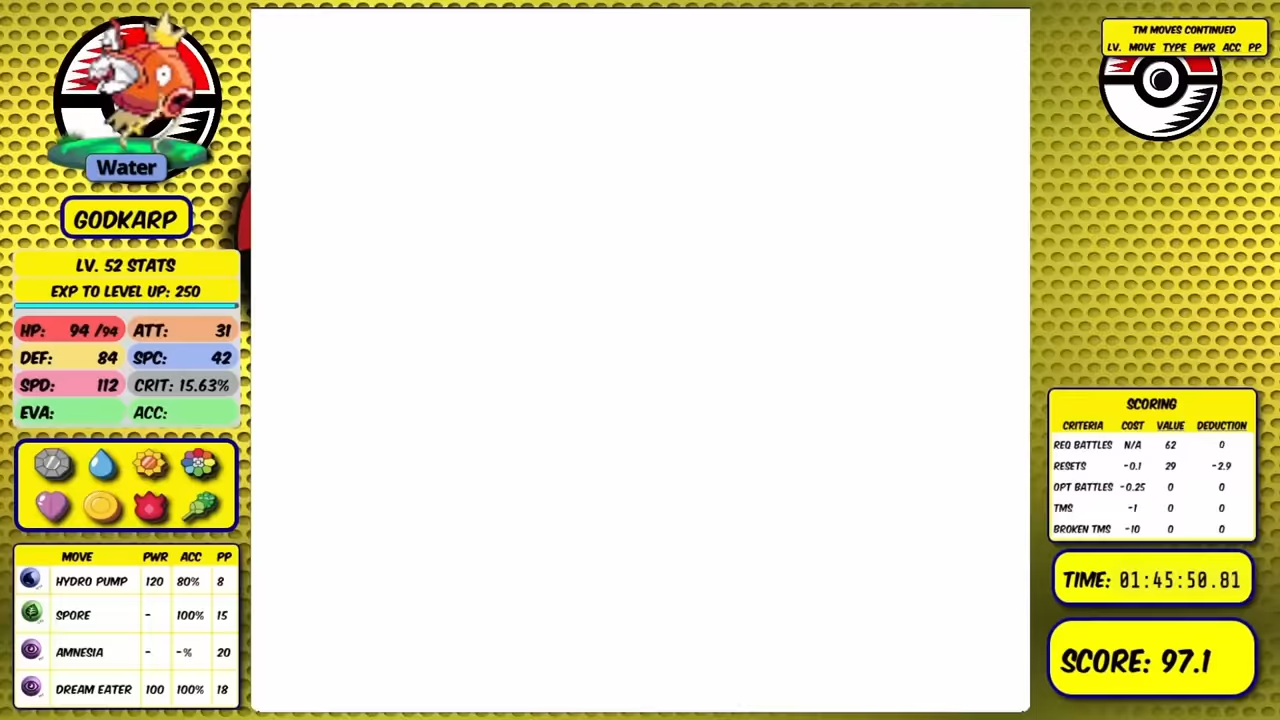 Water
GODKARP
LV. 52 STATS
EXP TO LEVEL UP: 250
HP: 94 /94 ATT: 31
DEF: 84 SPC: 42
SPD: 112 CRIT: 15.63%
EVA: ACC:
MOVE PWR ACC PP
HYDRO PUMP 120 80% 8
SPORE - 100% 15
AMNESIA - -% 20
DREAM EATER 100 100% 18
TM MOVES CONTINUED
LV. MOVE TYPE PWR ACC PP
SCORING
CRITERIA COST VALUE DEDUCTION
REQ BATTLES N/A 62 0
RESETS -0.1 29 -2.9
OPT BATTLES -0.25 0 0
TMS -1 0 0
BROKEN TMS -10 0 0
TIME: 01:45:50.81
SCORE: 97.1